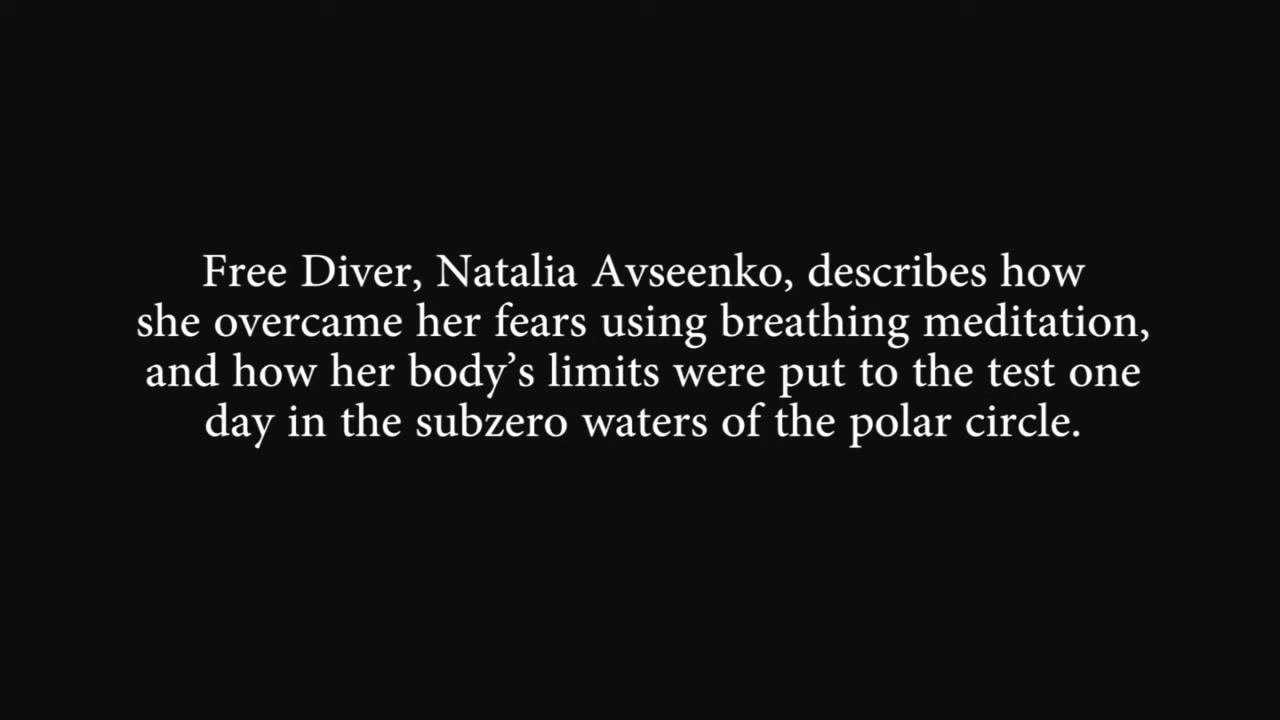 Free Diver, Natalia Avseenko, describes how
she overcame her fears using breathing meditation,
and how her body’s limits were put to the test one
day in the subzero waters of the polar circle.